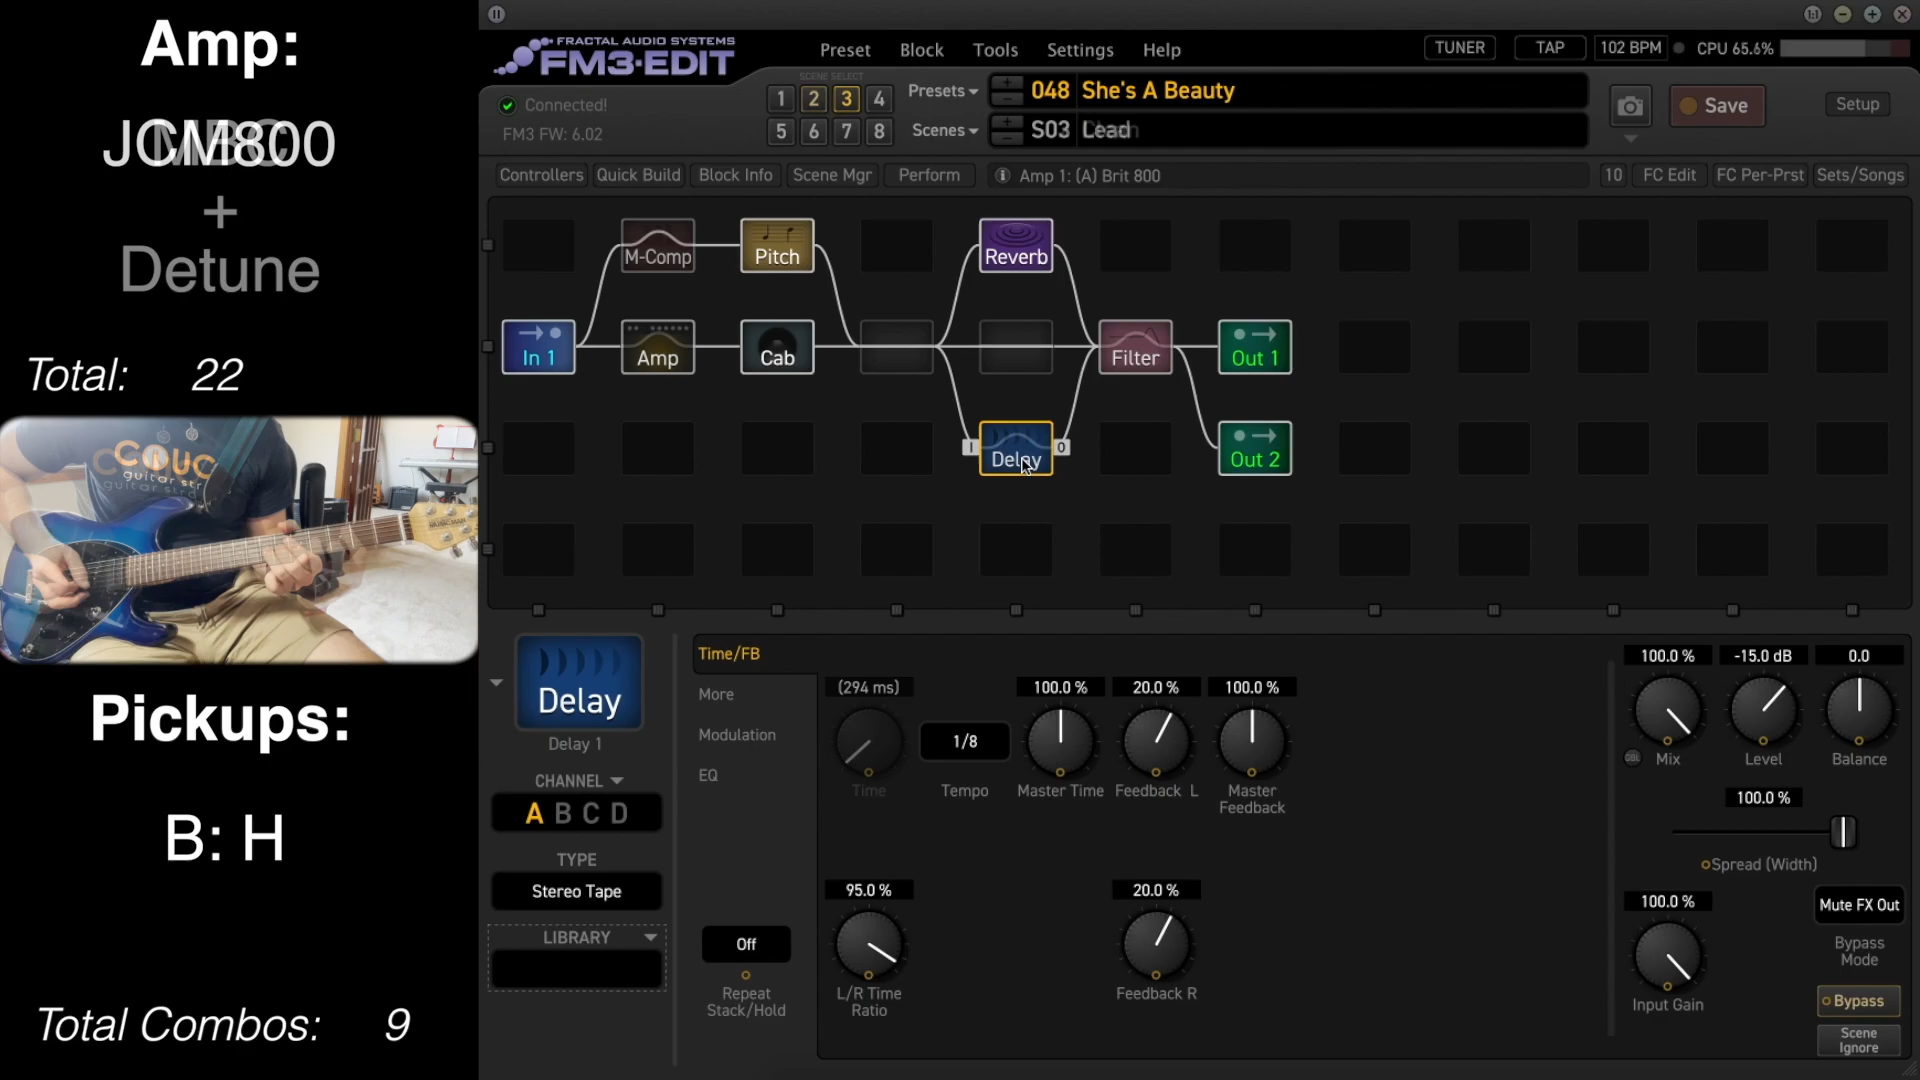 Amp:
JCM800
+
Detune
Total: 22
COUC
guitar str
Pickups:
B: H
Total Combos: 9
FRACTAL AUDIO SYSTEMS
FM3-EDIT
Preset Block Tools Settings Help
TUNER TAP 102 BPM CPU 65.6%
Connected!
FM3 FW: 6.02
SCENE SELECT
1 2 3 4
5 6 7 8
Presets 048 She's A Beauty
Scenes S03 Lead
Save
Setup
Controllers Quick Build Block Info Scene Mgr Perform Amp 1: (A) Brit 800 10 FC Edit FC Per-Prst Sets/Songs
M-Comp Pitch Reverb
In 1 Amp Cab Filter Out 1
I Delay O Out 2
Delay
Delay 1
CHANNEL
A B C D
TYPE
Stereo Tape
LIBRARY
Time/FB
More
Modulation
EQ
Off
Repeat
Stack/Hold
(294 ms) 100.0 % 20.0 % 100.0 %
1/8
Time Tempo Master Time Feedback L Master
Feedback
95.0 % 20.0 %
L/R Time
Ratio
Feedback R
100.0 % -15.0 dB 0.0
GBL Mix Level Balance
100.0 %
Spread (Width)
100.0 %
Input Gain
Mute FX Out
Bypass
Mode
Bypass
Scene
Ignore